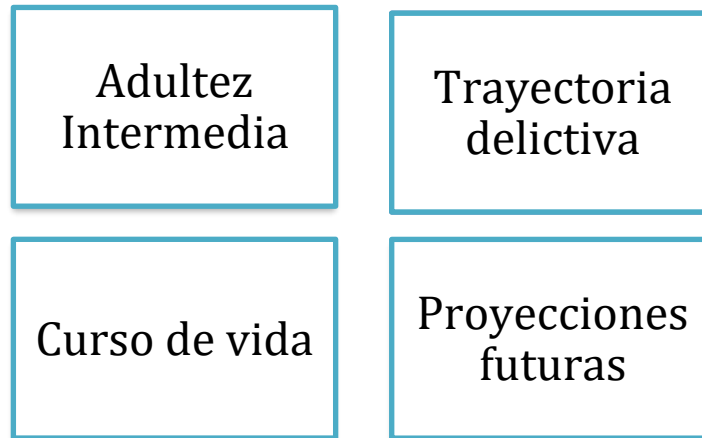 Adultez
Intermedia
Trayectoria
delictiva
Curso de vida
Proyecciones
futuras